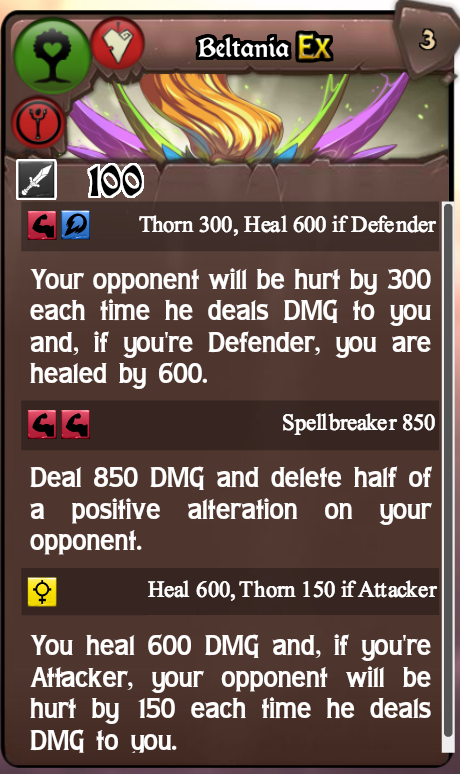 Beltania EX
3
100
Thorn 300, Heal 600 if Defender
Your opponent will be hurt by 300
each time he deals DMG to you
and, if you're Defender, you are
healed by 600.
Spellbreaker 850
Deal 850 DMG and delete half of
a positive alteration on your
opponent.
Heal 600, Thorn 150 if Attacker
You heal 600 DMG and, if you're
Attacker, your opponent will be
hurt by 150 each time he deals
DMG to you.